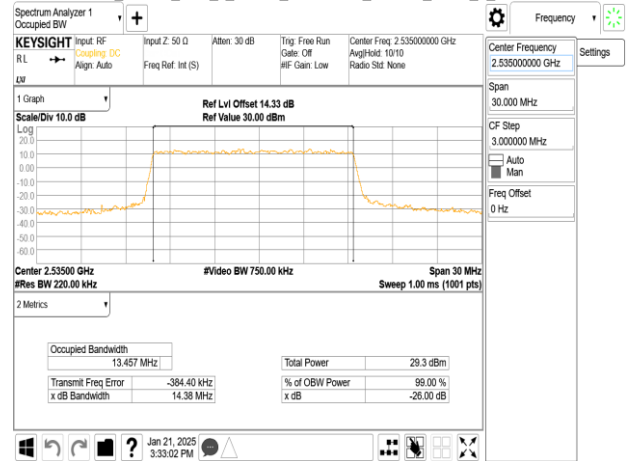 Spectrum Analyzer 1
Occupied BW
Frequency
KEYSIGHT
Input: RF
Input Z: 50 Ω
Atten: 30 dB
Trig: Free Run
Center Freq: 2.535000000 GHz
RL
Coupling: DC
Gate: Off
Avg|Hold: 10/10
Align: Auto
Freq Ref: Int (S)
#IF Gain: Low
Radio Std: None
LXI
Center Frequency
2.535000000 GHz
Settings
Span
30.000 MHz
CF Step
3.000000 MHz
Auto
Man
Freq Offset
0 Hz
1 Graph
Ref Lvl Offset 14.33 dB
Scale/Div 10.0 dB
Ref Value 30.00 dBm
Log
20.0
10.0
0.00
-10.0
-20.0
-30.0
-40.0
-50.0
-60.0
Center 2.53500 GHz
#Video BW 750.00 kHz
Span 30 MHz
#Res BW 220.00 kHz
Sweep 1.00 ms (1001 pts)
2 Metrics
Occupied Bandwidth
13.457 MHz
Total Power
29.3 dBm
Transmit Freq Error
-384.40 kHz
% of OBW Power
99.00 %
x dB Bandwidth
14.38 MHz
x dB
-26.00 dB
Jan 21, 2025
3:33:02 PM